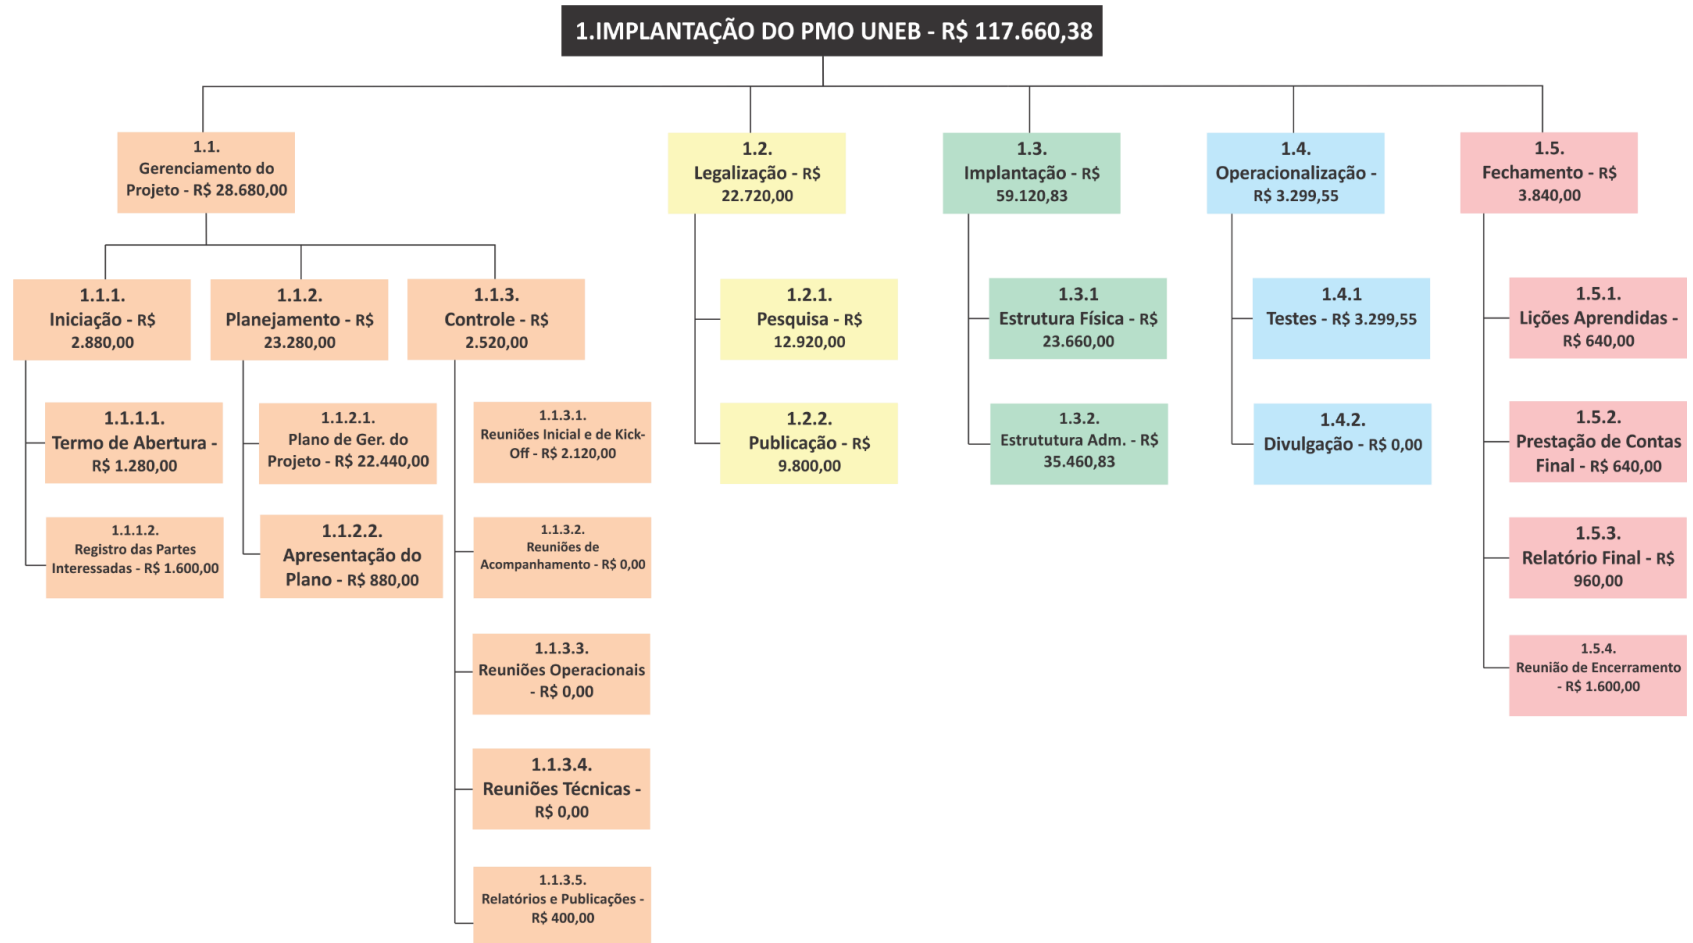 1.IMPLANTAÇÃO DO PMO UNEB - R$ 117.660,38
1.1.
Gerenciamento do
Projeto - R$ 28.680,00
1.2.
Legalização - R$
22.720,00
1.3.
Implantação - R$
59.120,83
1.4.
Operacionalização -
R$ 3.299,55
1.5.
Fechamento - R$
3.840,00
1.1.1.
Iniciação - R$
2.880,00
1.1.2.
Planejamento - R$
23.280,00
1.1.3.
Controle - R$
2.520,00
1.2.1.
Pesquisa - R$
12.920,00
1.3.1
Estrutura Física - R$
23.660,00
1.4.1
Testes - R$ 3.299,55
1.5.1.
Lições Aprendidas -
R$ 640,00
1.1.1.1.
Termo de Abertura -
R$ 1.280,00
1.1.2.1.
Plano de Ger. do
Projeto - R$ 22.440,00
1.1.3.1.
Reuniões Inicial e de Kick-
Off - R$ 2.120,00
1.2.2.
Publicação - R$
9.800,00
1.3.2.
Estrututura Adm. - R$
35.460,83
1.4.2.
Divulgação - R$ 0,00
1.5.2.
Prestação de Contas
Final - R$ 640,00
1.1.1.2.
Registro das Partes
Interessadas - R$ 1.600,00
1.1.2.2.
Apresentação do
Plano - R$ 880,00
1.1.3.2.
Reuniões de
Acompanhamento - R$ 0,00
1.5.3.
Relatório Final - R$
960,00
1.1.3.3.
Reuniões Operacionais
- R$ 0,00
1.5.4.
Reunião de Encerramento
- R$ 1.600,00
1.1.3.4.
Reuniões Técnicas -
R$ 0,00
1.1.3.5.
Relatórios e Publicações -
R$ 400,00